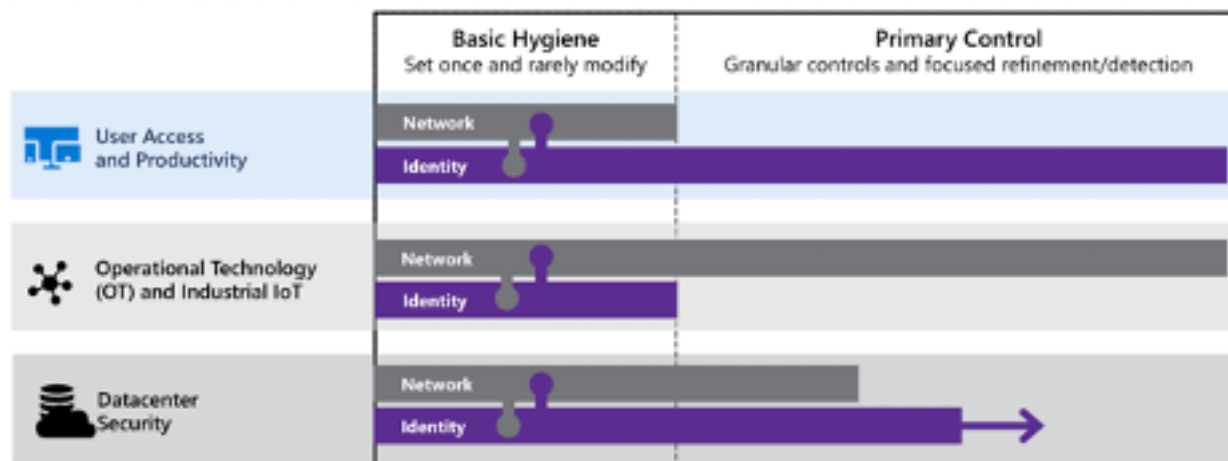 Basic Hygiene
Set once and rarely modify
Primary Control
Granular controls and focused refinement/detection
User Access
and Productivity
Network
Identity
Operational Technology
(OT) and Industrial IoT
Network
Identity
Datacenter
Security
Network
Identity